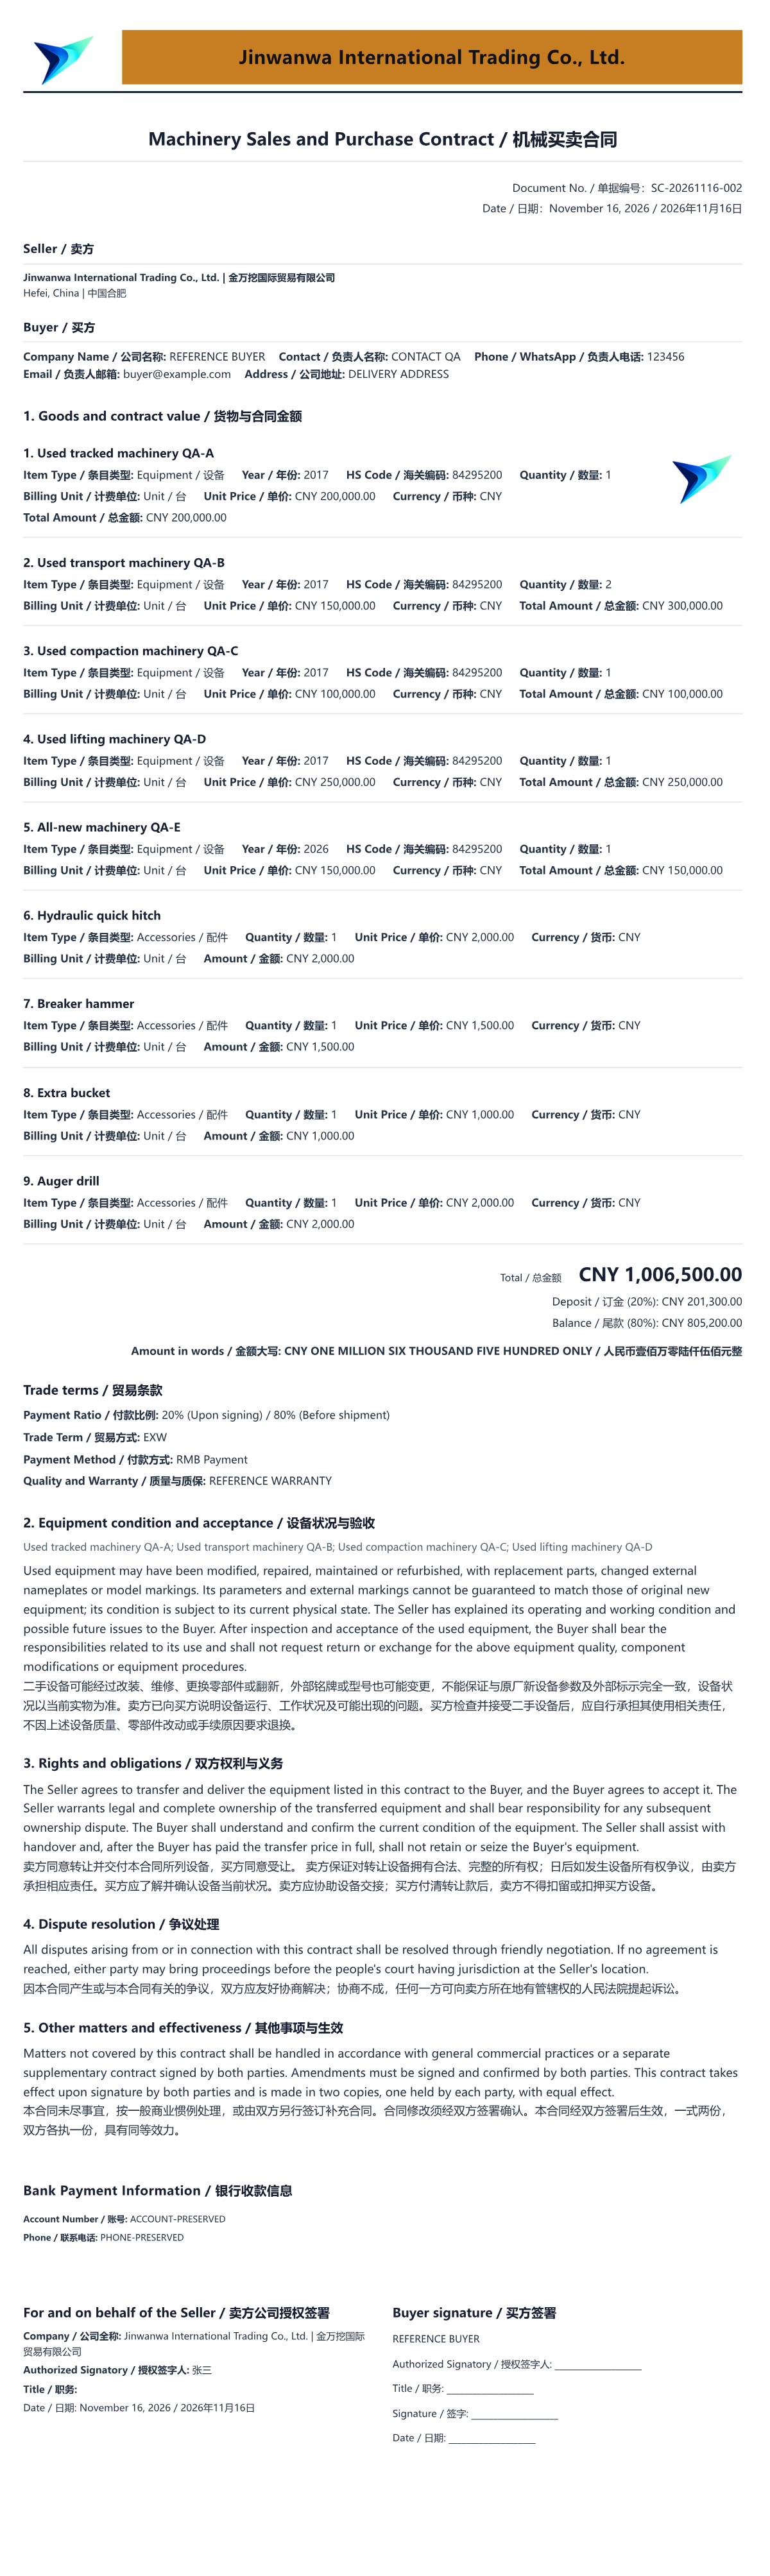 Jinwanwa International Trading Co., Ltd.
Machinery Sales and Purchase Contract / 机械买卖合同
Document No. / 单据编号：SC-20261116-002
Date / 日期：November 16, 2026 / 2026年11月16日
Seller / 卖方
Jinwanwa International Trading Co., Ltd. | 金万挖国际贸易有限公司
Hefei, China | 中国合肥
Buyer / 买方
Company Name / 公司名称: REFERENCE BUYER Contact / 负责人名称: CONTACT QA Phone / WhatsApp / 负责人电话: 123456
Email / 负责人邮箱: buyer@example.com Address / 公司地址: DELIVERY ADDRESS
1. Goods and contract value / 货物与合同金额
1. Used tracked machinery QA-A
Item Type / 条目类型: Equipment / 设备 Year / 年份: 2017 HS Code / 海关编码: 84295200 Quantity / 数量: 1
Billing Unit / 计费单位: Unit / 台 Unit Price / 单价: CNY 200,000.00 Currency / 币种: CNY
Total Amount / 总金额: CNY 200,000.00
2. Used transport machinery QA-B
Item Type / 条目类型: Equipment / 设备 Year / 年份: 2017 HS Code / 海关编码: 84295200 Quantity / 数量: 2
Billing Unit / 计费单位: Unit / 台 Unit Price / 单价: CNY 150,000.00 Currency / 币种: CNY Total Amount / 总金额: CNY 300,000.00
3. Used compaction machinery QA-C
Item Type / 条目类型: Equipment / 设备 Year / 年份: 2017 HS Code / 海关编码: 84295200 Quantity / 数量: 1
Billing Unit / 计费单位: Unit / 台 Unit Price / 单价: CNY 100,000.00 Currency / 币种: CNY Total Amount / 总金额: CNY 100,000.00
4. Used lifting machinery QA-D
Item Type / 条目类型: Equipment / 设备 Year / 年份: 2017 HS Code / 海关编码: 84295200 Quantity / 数量: 1
Billing Unit / 计费单位: Unit / 台 Unit Price / 单价: CNY 250,000.00 Currency / 币种: CNY Total Amount / 总金额: CNY 250,000.00
5. All-new machinery QA-E
Item Type / 条目类型: Equipment / 设备 Year / 年份: 2026 HS Code / 海关编码: 84295200 Quantity / 数量: 1
Billing Unit / 计费单位: Unit / 台 Unit Price / 单价: CNY 150,000.00 Currency / 币种: CNY Total Amount / 总金额: CNY 150,000.00
6. Hydraulic quick hitch
Item Type / 条目类型: Accessories / 配件 Quantity / 数量: 1 Unit Price / 单价: CNY 2,000.00 Currency / 货币: CNY
Billing Unit / 计费单位: Unit / 台 Amount / 金额: CNY 2,000.00
7. Breaker hammer
Item Type / 条目类型: Accessories / 配件 Quantity / 数量: 1 Unit Price / 单价: CNY 1,500.00 Currency / 货币: CNY
Billing Unit / 计费单位: Unit / 台 Amount / 金额: CNY 1,500.00
8. Extra bucket
Item Type / 条目类型: Accessories / 配件 Quantity / 数量: 1 Unit Price / 单价: CNY 1,000.00 Currency / 货币: CNY
Billing Unit / 计费单位: Unit / 台 Amount / 金额: CNY 1,000.00
9. Auger drill
Item Type / 条目类型: Accessories / 配件 Quantity / 数量: 1 Unit Price / 单价: CNY 2,000.00 Currency / 货币: CNY
Billing Unit / 计费单位: Unit / 台 Amount / 金额: CNY 2,000.00
Total / 总金额 CNY 1,006,500.00
Deposit / 订金 (20%): CNY 201,300.00
Balance / 尾款 (80%): CNY 805,200.00
Amount in words / 金额大写: CNY ONE MILLION SIX THOUSAND FIVE HUNDRED ONLY / 人民币壹佰万零陆仟伍佰元整
Trade terms / 贸易条款
Payment Ratio / 付款比例: 20% (Upon signing) / 80% (Before shipment)
Trade Term / 贸易方式: EXW
Payment Method / 付款方式: RMB Payment
Quality and Warranty / 质量与质保: REFERENCE WARRANTY
2. Equipment condition and acceptance / 设备状况与验收
Used tracked machinery QA-A; Used transport machinery QA-B; Used compaction machinery QA-C; Used lifting machinery QA-D
Used equipment may have been modified, repaired, maintained or refurbished, with replacement parts, changed external
nameplates or model markings. Its parameters and external markings cannot be guaranteed to match those of original new
equipment; its condition is subject to its current physical state. The Seller has explained its operating and working condition and
possible future issues to the Buyer. After inspection and acceptance of the used equipment, the Buyer shall bear the
responsibilities related to its use and shall not request return or exchange for the above equipment quality, component
modifications or equipment procedures.
二手设备可能经过改装、维修、更换零部件或翻新，外部铭牌或型号也可能变更，不能保证与原厂新设备参数及外部标示完全一致，设备状
况以当前实物为准。卖方已向买方说明设备运行、工作状况及可能出现的问题。买方检查并接受二手设备后，应自行承担其使用相关责任，
不因上述设备质量、零部件改动或手续原因要求退换。
3. Rights and obligations / 双方权利与义务
The Seller agrees to transfer and deliver the equipment listed in this contract to the Buyer, and the Buyer agrees to accept it. The
Seller warrants legal and complete ownership of the transferred equipment and shall bear responsibility for any subsequent
ownership dispute. The Buyer shall understand and confirm the current condition of the equipment. The Seller shall assist with
handover and, after the Buyer has paid the transfer price in full, shall not retain or seize the Buyer's equipment.
卖方同意转让并交付本合同所列设备，买方同意受让。 卖方保证对转让设备拥有合法、完整的所有权；日后如发生设备所有权争议，由卖方
承担相应责任。买方应了解并确认设备当前状况。卖方应协助设备交接；买方付清转让款后，卖方不得扣留或扣押买方设备。
4. Dispute resolution / 争议处理
All disputes arising from or in connection with this contract shall be resolved through friendly negotiation. If no agreement is
reached, either party may bring proceedings before the people's court having jurisdiction at the Seller's location.
因本合同产生或与本合同有关的争议，双方应友好协商解决；协商不成，任何一方可向卖方所在地有管辖权的人民法院提起诉讼。
5. Other matters and effectiveness / 其他事项与生效
Matters not covered by this contract shall be handled in accordance with general commercial practices or a separate
supplementary contract signed by both parties. Amendments must be signed and confirmed by both parties. This contract takes
effect upon signature by both parties and is made in two copies, one held by each party, with equal effect.
本合同未尽事宜，按一般商业惯例处理，或由双方另行签订补充合同。合同修改须经双方签署确认。本合同经双方签署后生效，一式两份，
双方各执一份，具有同等效力。
Bank Payment Information / 银行收款信息
Account Number / 账号: ACCOUNT-PRESERVED
Phone / 联系电话: PHONE-PRESERVED
For and on behalf of the Seller / 卖方公司授权签署
Company / 公司全称: Jinwanwa International Trading Co., Ltd. | 金万挖国际
贸易有限公司
Authorized Signatory / 授权签字人: 张三
Title / 职务:
Date / 日期: November 16, 2026 / 2026年11月16日
Buyer signature / 买方签署
REFERENCE BUYER
Authorized Signatory / 授权签字人: __________________
Title / 职务: __________________
Signature / 签字: __________________
Date / 日期: __________________